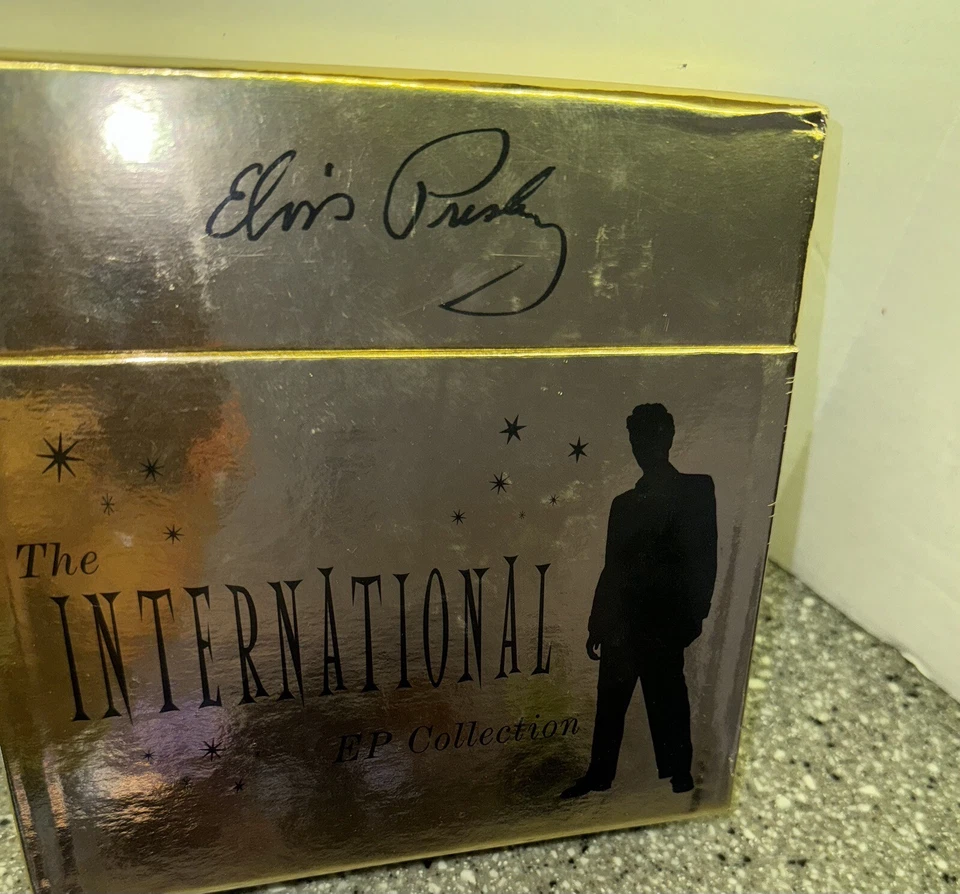 Elvis Presley
The
INTERNATIONAL
EP Collection